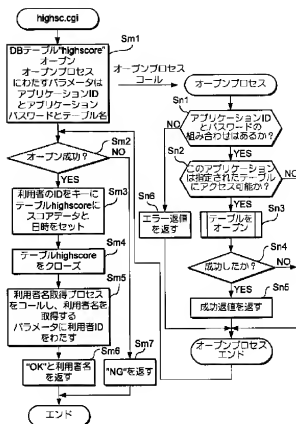 highsc.cgi
Sm1
DBテーブル"highscore"
オープン
オープンプロセス
にわたすパラメータは
アプリケーションID
とアプリケーション
パスワードとテーブル名
オープンプロセス
コール
Sm2
オープン成功?
NO
YES
Sm3
利用者のIDをキーに
テーブルhighscoreに
スコアデータと
日時をセット
Sm4
テーブルhighscore
をクローズ
Sm5
利用者名取得プロセス
をコールし、利用者名を
取得する
パラメータに利用者ID
をわたす
Sm6
"OK"と利用者名
を返す
Sm7
"NG"を返す
エンド
オープンプロセス
Sn1
アプリケーションID
とパスワードの
組み合わせはあるか?
NO
YES
Sn2
このアプリケーション
は指定されたテーブル
にアクセス可能か?
NO
YES
Sn6
エラー返値
を返す
Sn3
テーブルを
オープン
Sn4
成功したか?
NO
YES
Sn5
成功返値を返す
オープンプロセス
エンド